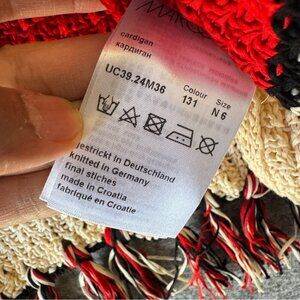 cardigan
кардиган
UC39.24M36
Colour
131
Size
N 6
gestrickt in Deutschland
knitted in Germany
final stiches
made in Croatia
fabriqué en Croatie